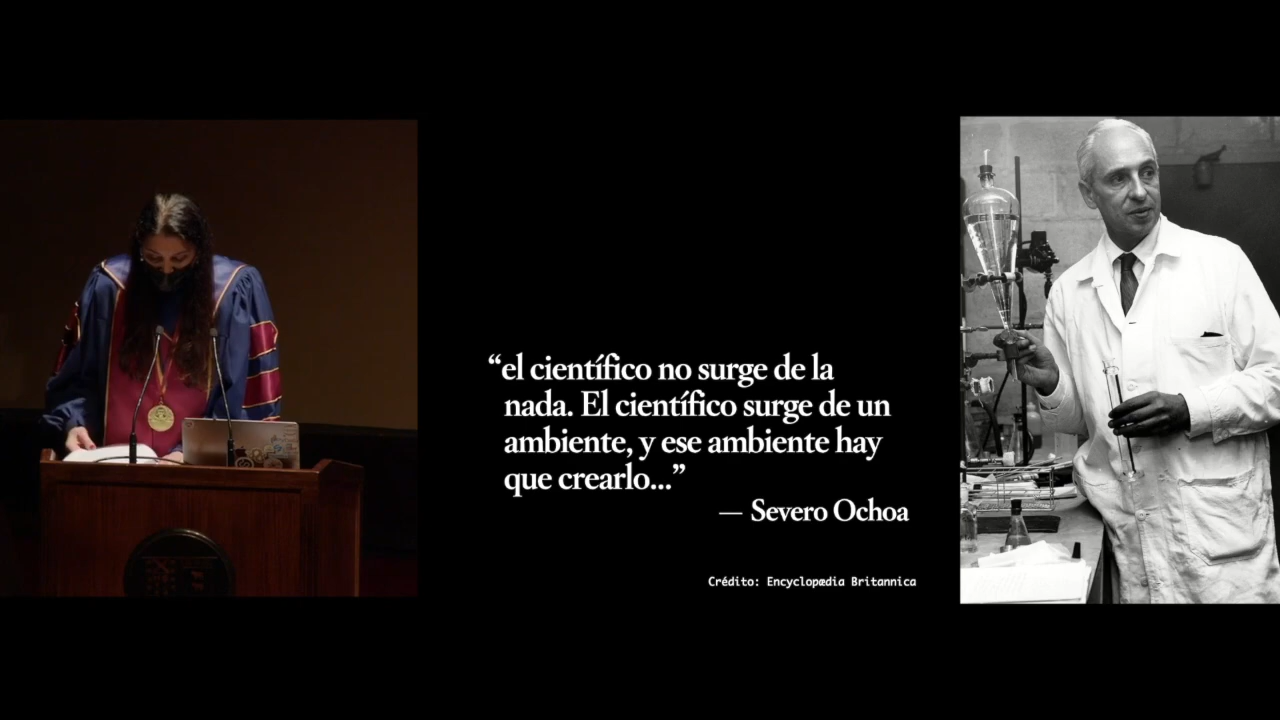 “el científico no surge de la
nada. El científico surge de un
ambiente, y ese ambiente hay
que crearlo...”
— Severo Ochoa
Crédito: Encyclopædia Britannica